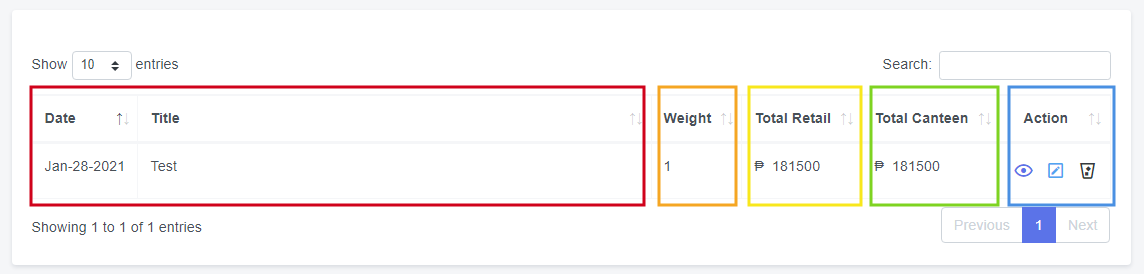 Show 10 entries Search:
Date Title Weight Total Retail Total Canteen Action
Jan-28-2021 Test 1 ₱ 181500 ₱ 181500
Showing 1 to 1 of 1 entries Previous 1 Next